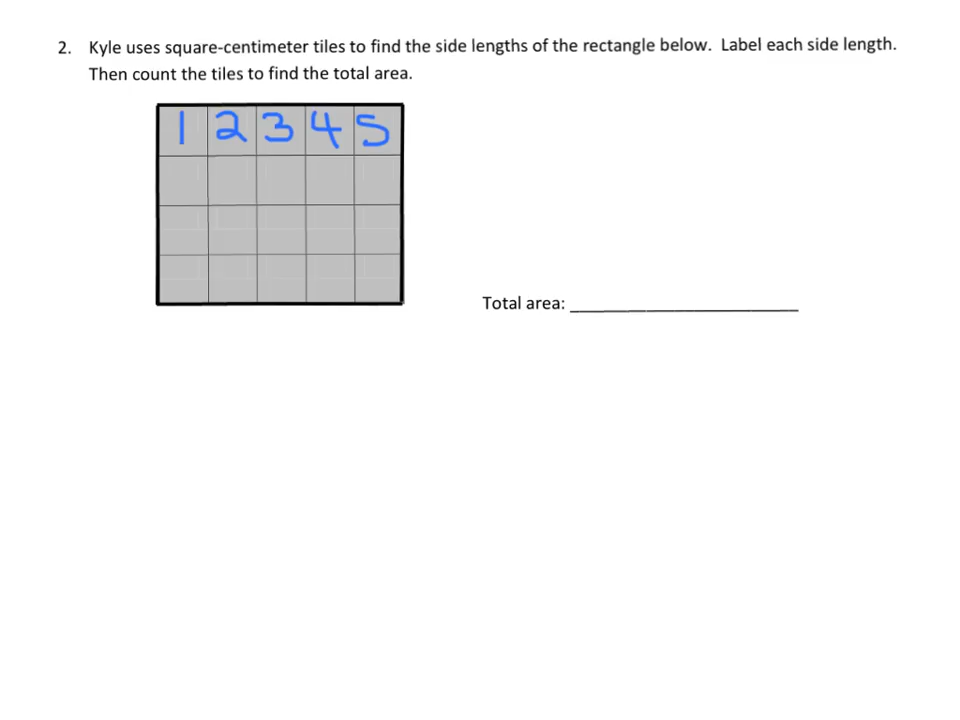 2. Kyle uses square-centimeter tiles to find the side lengths of the rectangle below. Label each side length.
Then count the tiles to find the total area.
1 2 3 4 5
Total area: ____________________